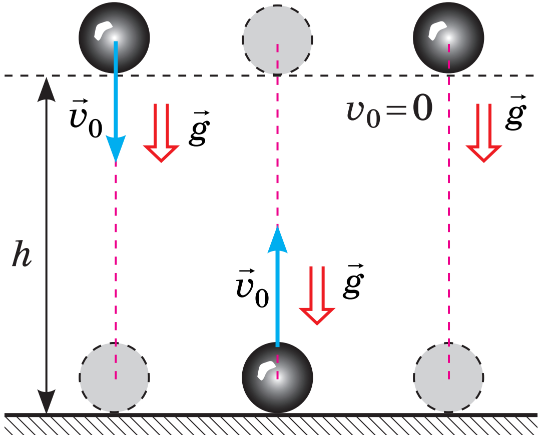 v⃗₀
g⃗
v₀ = 0
g⃗
h
v⃗₀
g⃗